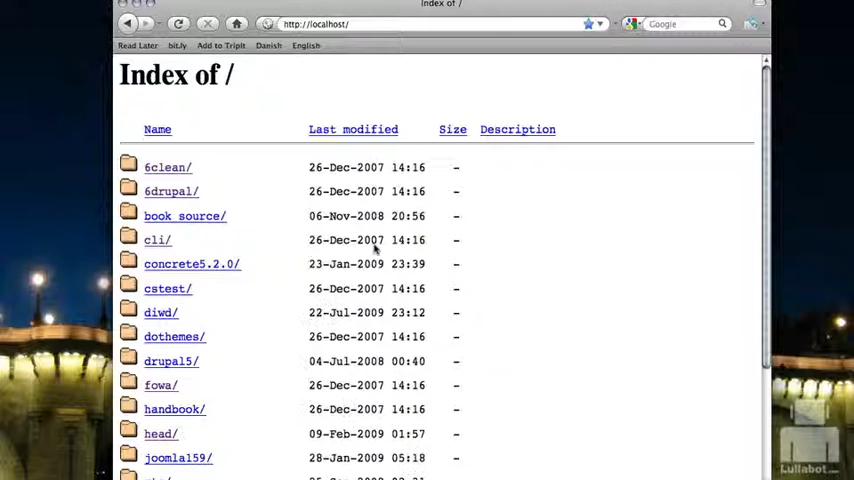 Index of /
http://localhost/
Google
Read Later bit.ly Add to TripIt Danish English
Index of /
Name Last modified Size Description
6clean/ 26-Dec-2007 14:16 -
6drupal/ 26-Dec-2007 14:16 -
book_source/ 06-Nov-2008 20:56 -
cli/ 26-Dec-2007 14:16 -
concrete5.2.0/ 23-Jan-2009 23:39 -
cstest/ 26-Dec-2007 14:16 -
diwd/ 22-Jul-2009 23:12 -
dothemes/ 26-Dec-2007 14:16 -
drupal5/ 04-Jul-2008 00:40 -
fowa/ 26-Dec-2007 14:16 -
handbook/ 26-Dec-2007 14:16 -
head/ 09-Feb-2009 01:57 -
joomla159/ 28-Jan-2009 05:18 -
Lullabot.com